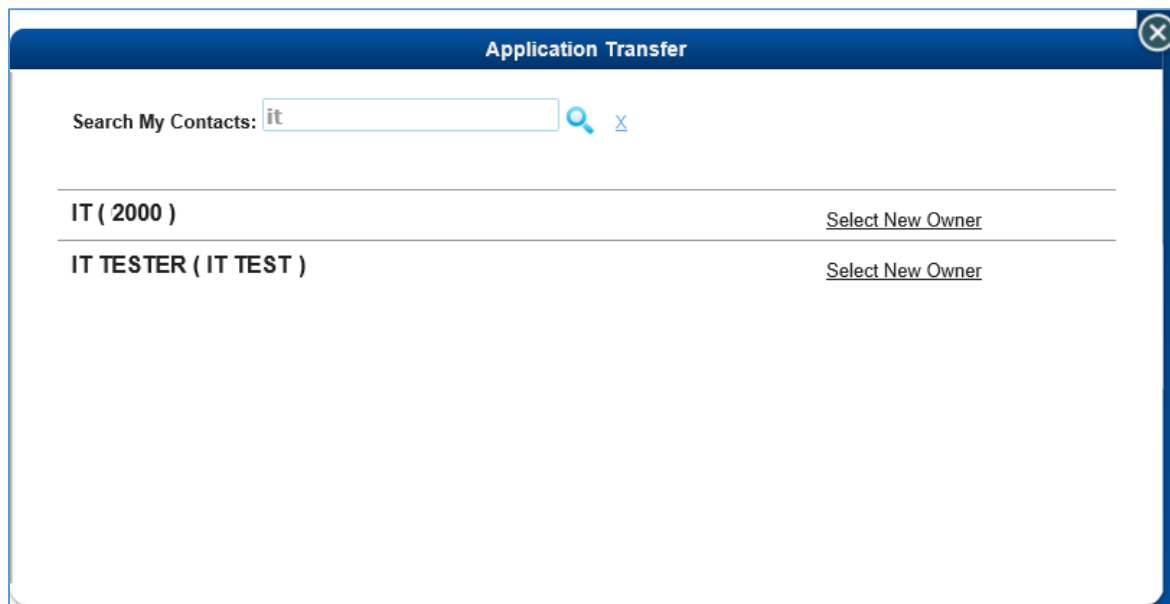 Application Transfer
Search My Contacts: it X
IT ( 2000 ) Select New Owner
IT TESTER ( IT TEST ) Select New Owner